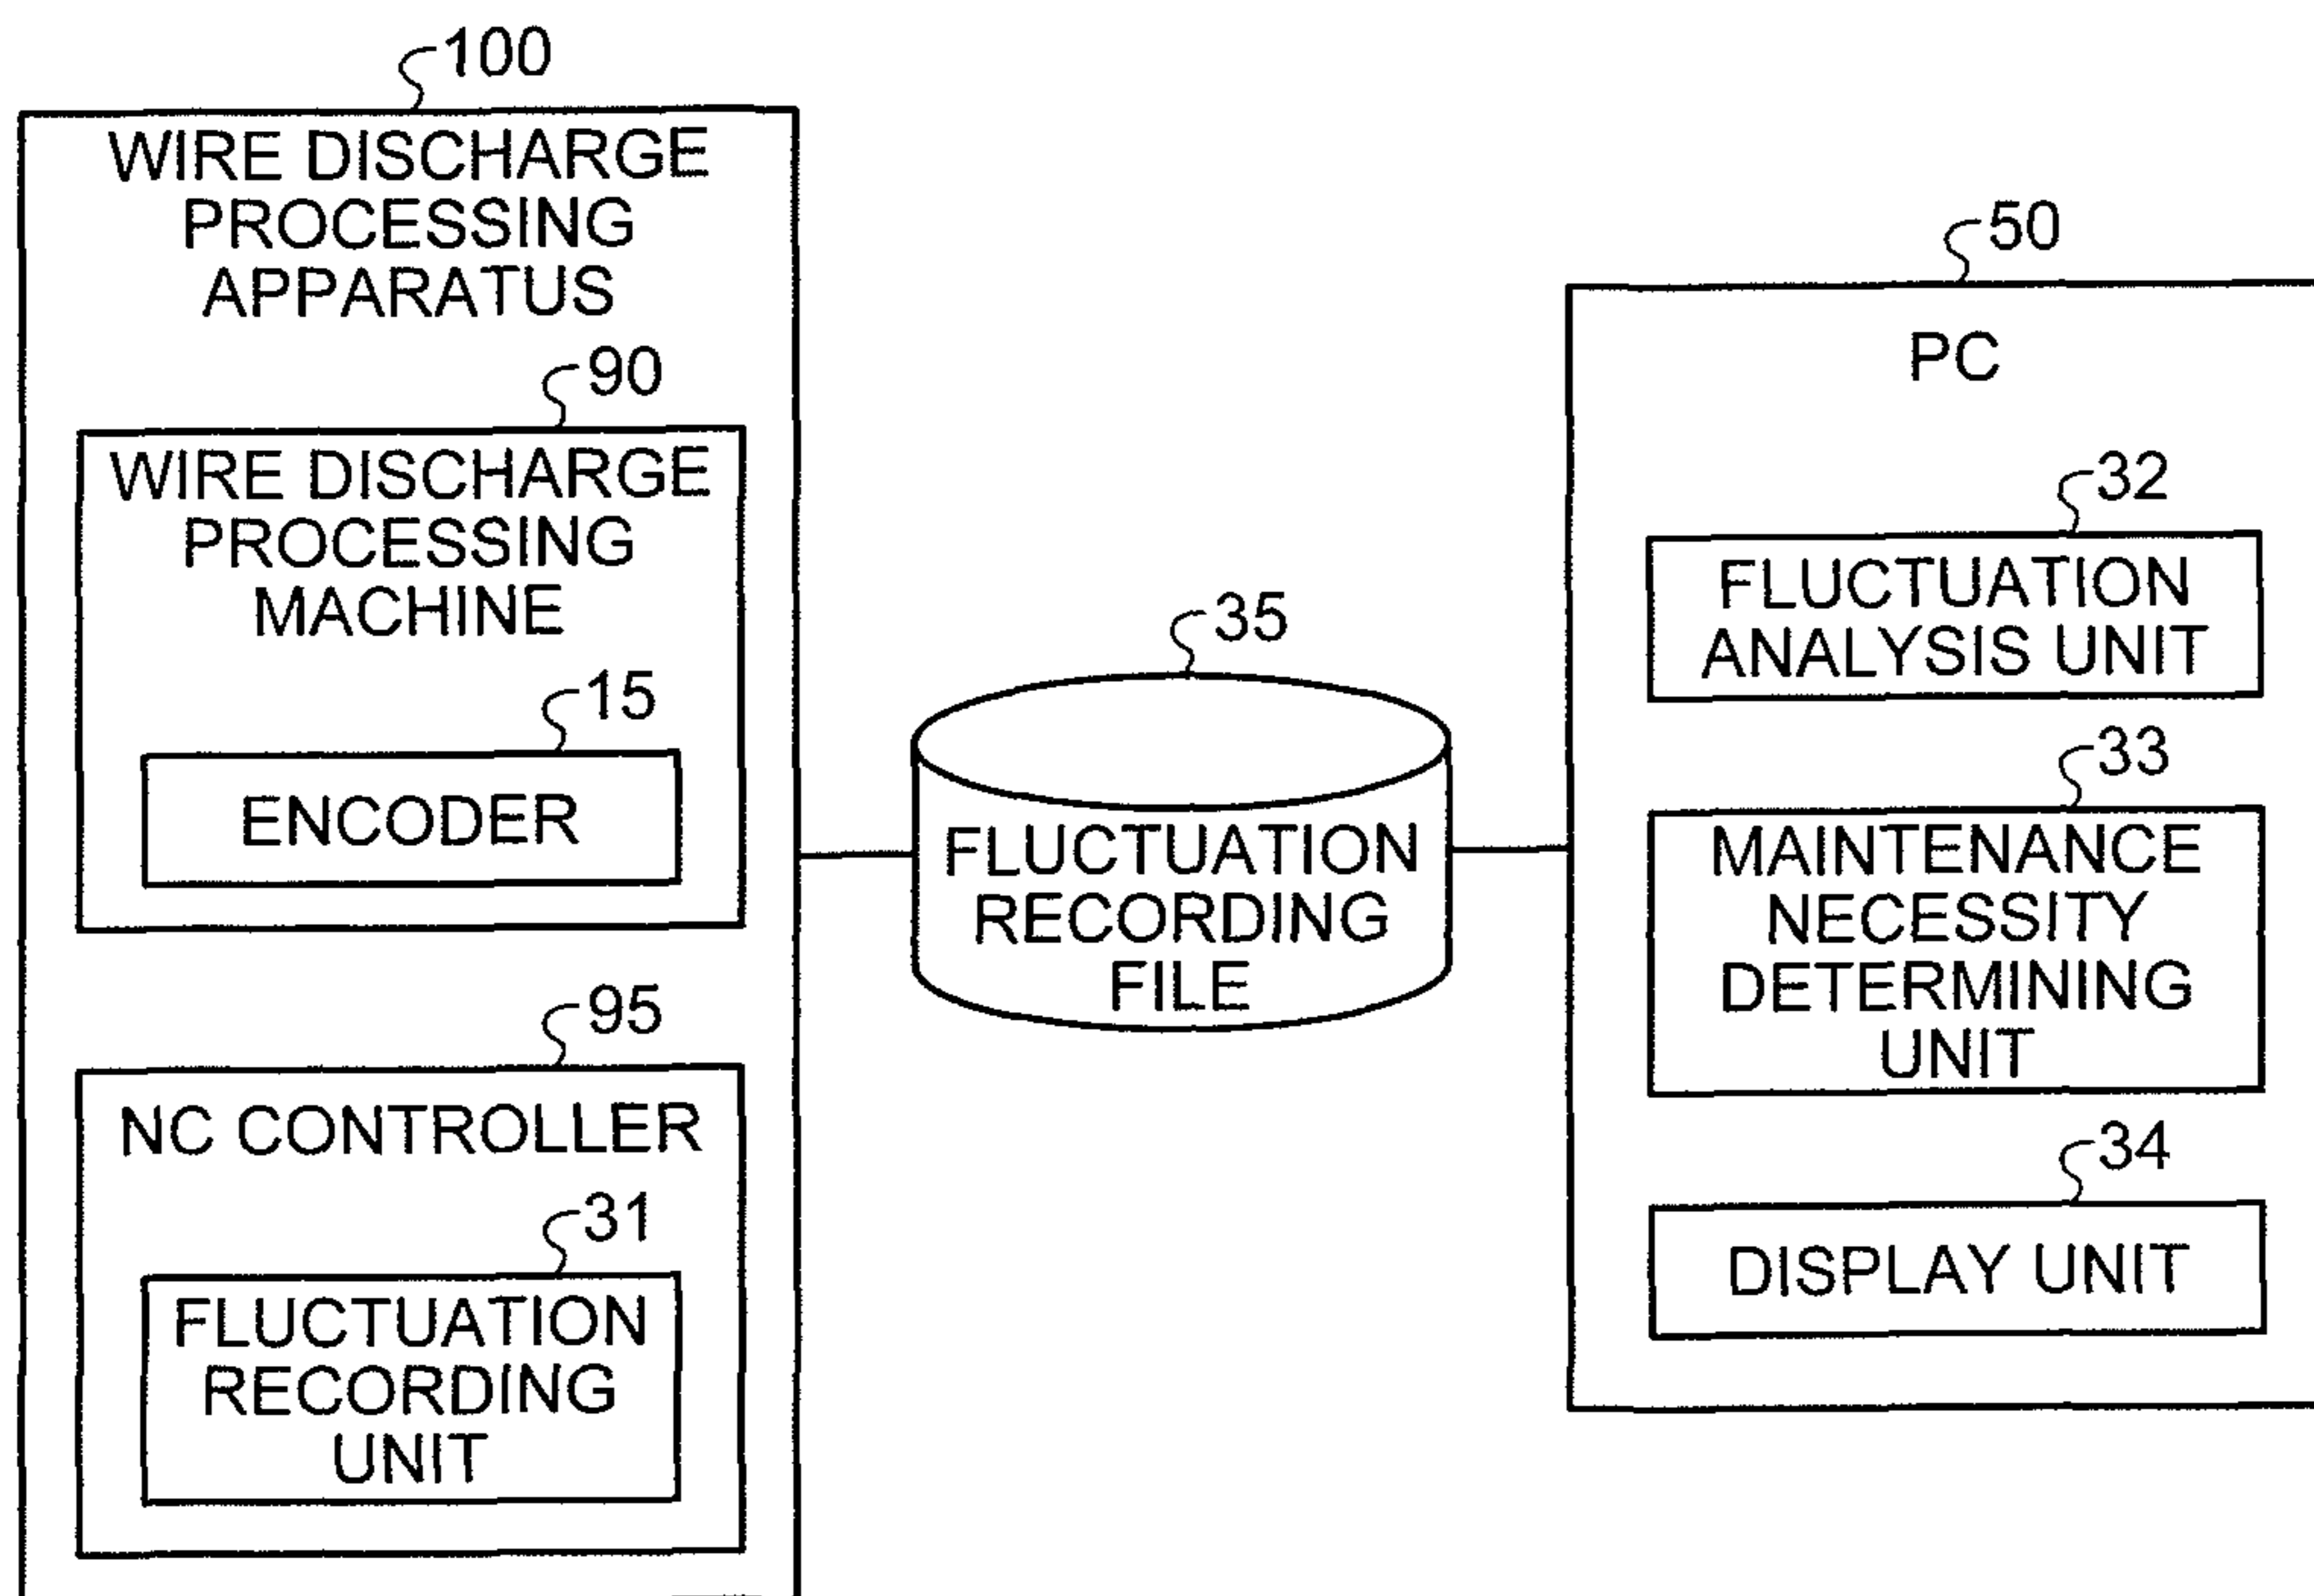 100
WIRE DISCHARGE
PROCESSING
APPARATUS
90
WIRE DISCHARGE
PROCESSING
MACHINE
15
ENCODER
95
NC CONTROLLER
31
FLUCTUATION
RECORDING
UNIT
35
FLUCTUATION
RECORDING
FILE
50
PC
32
FLUCTUATION
ANALYSIS UNIT
33
MAINTENANCE
NECESSITY
DETERMINING
UNIT
34
DISPLAY UNIT